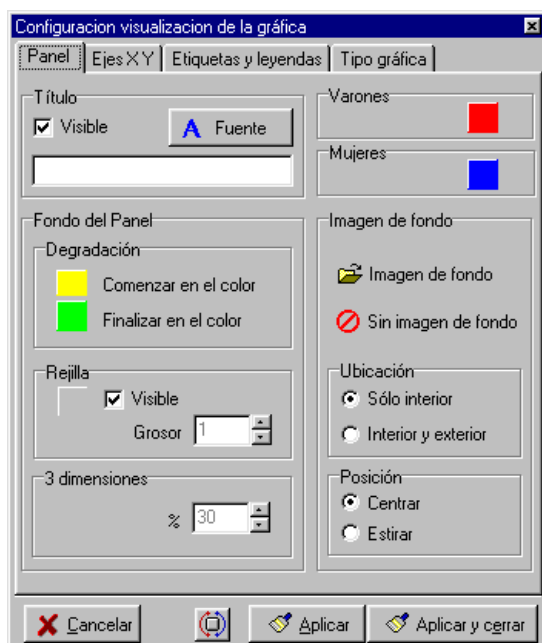 Configuracion visualizacion de la gráfica
Panel
Ejes X Y
Etiquetas y leyendas
Tipo gráfica
Título
Visible
A Fuente
Varones
Mujeres
Fondo del Panel
Degradación
Comenzar en el color
Finalizar en el color
Rejilla
Visible
Grosor 1
3 dimensiones
% 30
Imagen de fondo
Imagen de fondo
Sin imagen de fondo
Ubicación
Sólo interior
Interior y exterior
Posición
Centrar
Estirar
Cancelar
Aplicar
Aplicar y cerrar